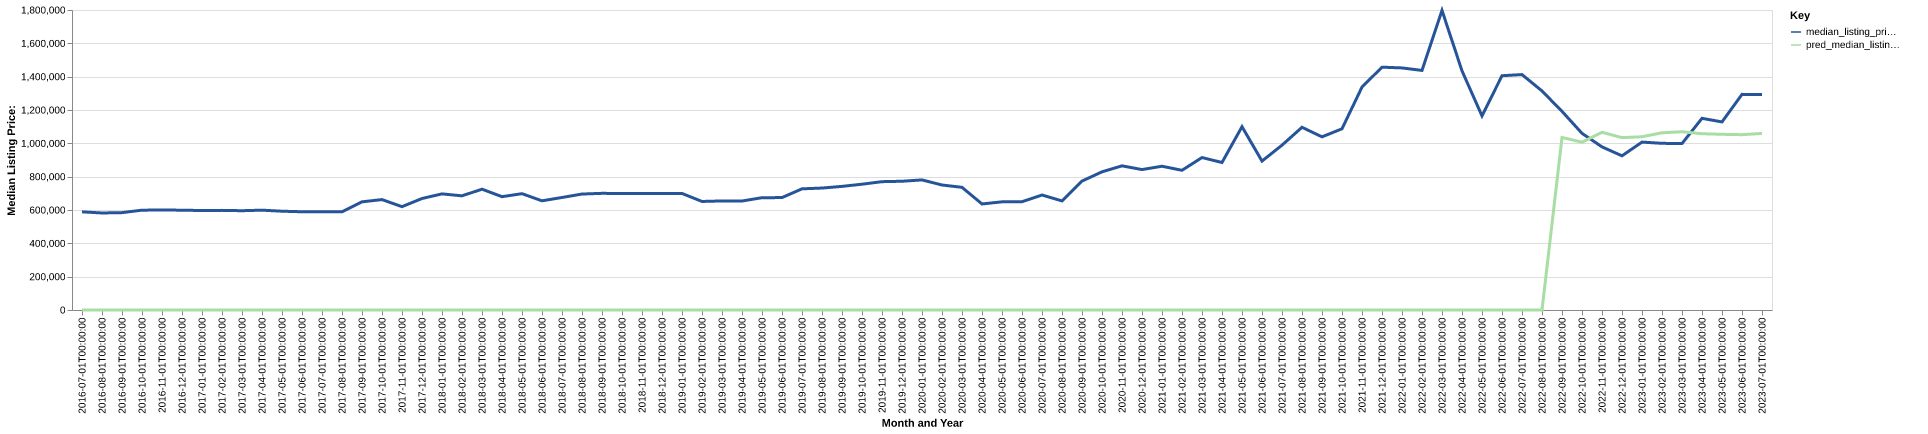 1,800,000
1,600,000
1,400,000
1,200,000
1,000,000
800,000
600,000
400,000
200,000
0
Median Listing Price:
2016-07-01T00:00:00
2016-08-01T00:00:00
2016-09-01T00:00:00
2016-10-01T00:00:00
2016-11-01T00:00:00
2016-12-01T00:00:00
2017-01-01T00:00:00
2017-02-01T00:00:00
2017-03-01T00:00:00
2017-04-01T00:00:00
2017-05-01T00:00:00
2017-06-01T00:00:00
2017-07-01T00:00:00
2017-08-01T00:00:00
2017-09-01T00:00:00
2017-10-01T00:00:00
2017-11-01T00:00:00
2017-12-01T00:00:00
2018-01-01T00:00:00
2018-02-01T00:00:00
2018-03-01T00:00:00
2018-04-01T00:00:00
2018-05-01T00:00:00
2018-06-01T00:00:00
2018-07-01T00:00:00
2018-08-01T00:00:00
2018-09-01T00:00:00
2018-10-01T00:00:00
2018-11-01T00:00:00
2018-12-01T00:00:00
2019-01-01T00:00:00
2019-02-01T00:00:00
2019-03-01T00:00:00
2019-04-01T00:00:00
2019-05-01T00:00:00
2019-06-01T00:00:00
2019-07-01T00:00:00
2019-08-01T00:00:00
2019-09-01T00:00:00
2019-10-01T00:00:00
2019-11-01T00:00:00
2019-12-01T00:00:00
2020-01-01T00:00:00
2020-02-01T00:00:00
2020-03-01T00:00:00
2020-04-01T00:00:00
2020-05-01T00:00:00
2020-06-01T00:00:00
2020-07-01T00:00:00
2020-08-01T00:00:00
2020-09-01T00:00:00
2020-10-01T00:00:00
2020-11-01T00:00:00
2020-12-01T00:00:00
2021-01-01T00:00:00
2021-02-01T00:00:00
2021-03-01T00:00:00
2021-04-01T00:00:00
2021-05-01T00:00:00
2021-06-01T00:00:00
2021-07-01T00:00:00
2021-08-01T00:00:00
2021-09-01T00:00:00
2021-10-01T00:00:00
2021-11-01T00:00:00
2021-12-01T00:00:00
2022-01-01T00:00:00
2022-02-01T00:00:00
2022-03-01T00:00:00
2022-04-01T00:00:00
2022-05-01T00:00:00
2022-06-01T00:00:00
2022-07-01T00:00:00
2022-08-01T00:00:00
2022-09-01T00:00:00
2022-10-01T00:00:00
2022-11-01T00:00:00
2022-12-01T00:00:00
2023-01-01T00:00:00
2023-02-01T00:00:00
2023-03-01T00:00:00
2023-04-01T00:00:00
2023-05-01T00:00:00
2023-06-01T00:00:00
2023-07-01T00:00:00
Month and Year
Key
median_listing_pri…
pred_median_listin…